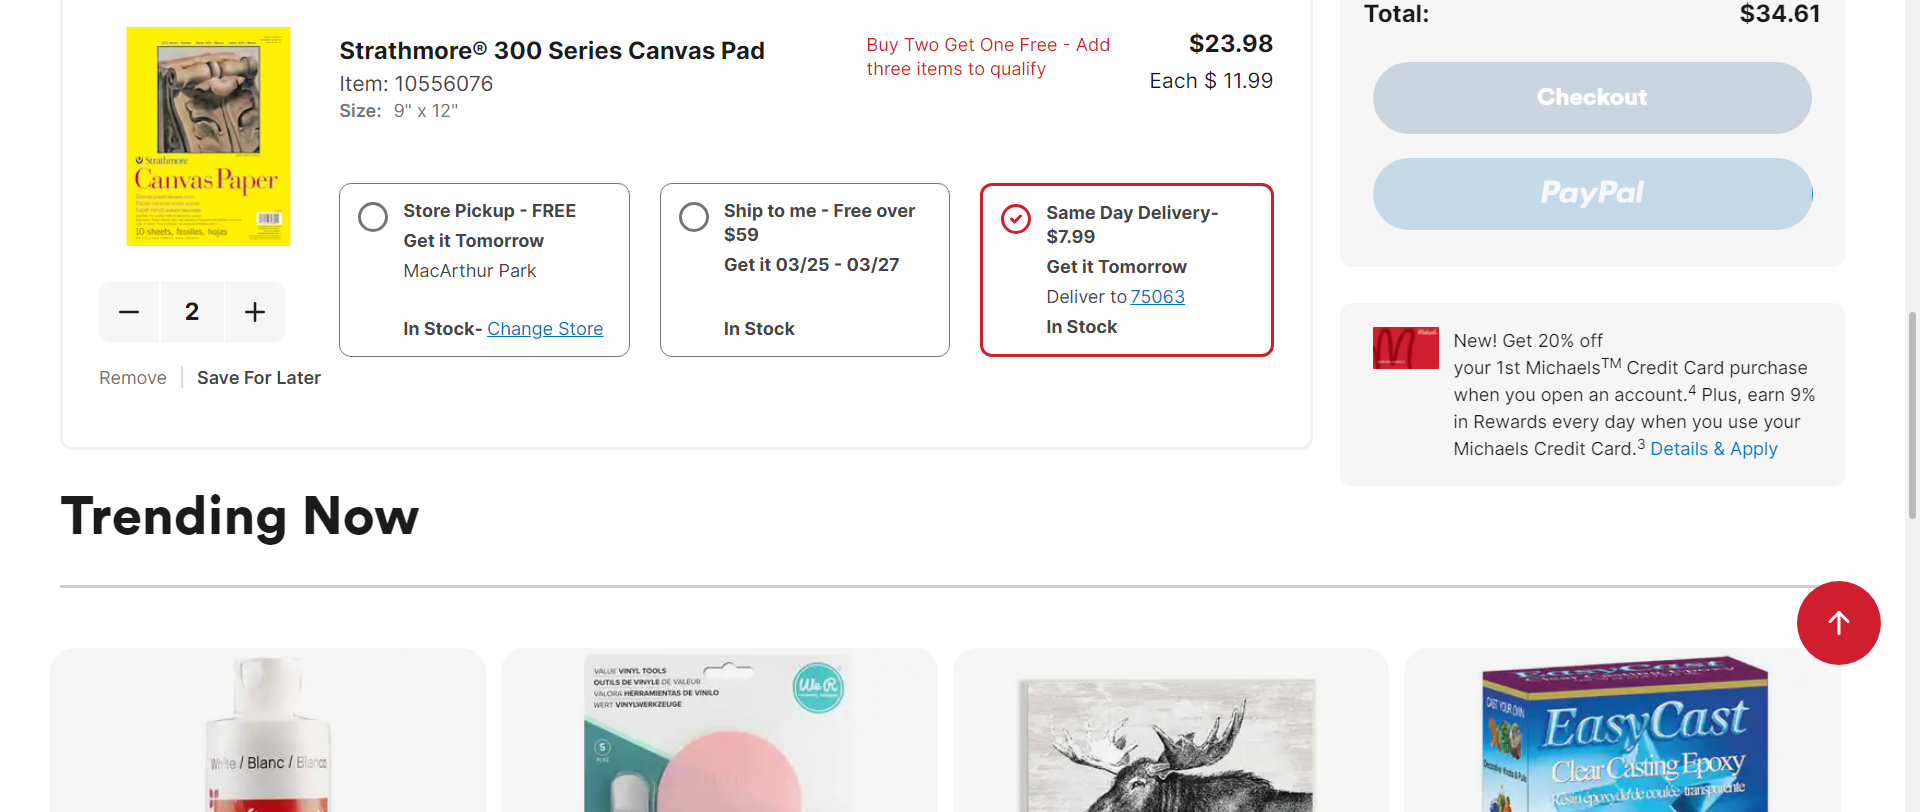 Total:
$34.61
Strathmore® 300 Series Canvas Pad
Item: 10556076
Size: 9" x 12"
Buy Two Get One Free - Add
three items to qualify
$23.98
Each $ 11.99
Checkout
PayPal
Strathmore
Canvas Paper
10 sheets, feuilles, hojas
Store Pickup - FREE
Get it Tomorrow
MacArthur Park
In Stock- Change Store
Ship to me - Free over
$59
Get it 03/25 - 03/27
In Stock
Same Day Delivery-
$7.99
Get it Tomorrow
Deliver to 75063
In Stock
2
Remove
Save For Later
New! Get 20% off
your 1st Michaels™ Credit Card purchase
when you open an account.⁴ Plus, earn 9%
in Rewards every day when you use your
Michaels Credit Card.³ Details & Apply
Trending Now
White / Blanc / Blanco
VALUE VINYL TOOLS
OUTILS DE VINYLE DE VALEUR
VALORA HERRAMIENTAS DE VINILO
WERT VINYLWERKZEUGE
We R
5
CAST YOUR OWN
EasyCast
Clear Casting Epoxy
Résin époxyde de coulée transparente